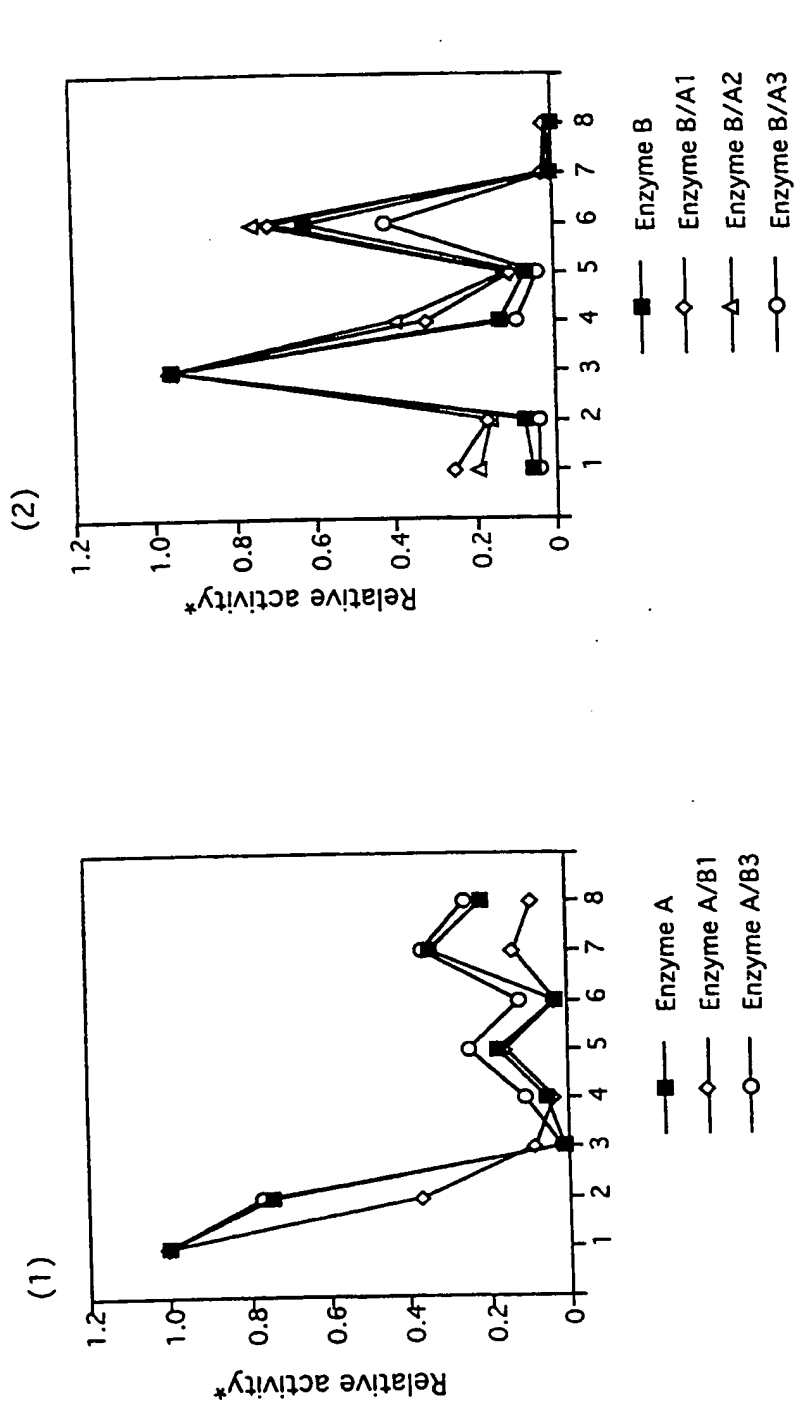 (1)
Relative activity*
1.2
1.0
0.8
0.6
0.4
0.2
0
1 2 3 4 5 6 7 8
Enzyme A
Enzyme A/B1
Enzyme A/B3
(2)
Relative activity*
1.2
1.0
0.8
0.6
0.4
0.2
0
1 2 3 4 5 6 7 8
Enzyme B
Enzyme B/A1
Enzyme B/A2
Enzyme B/A3